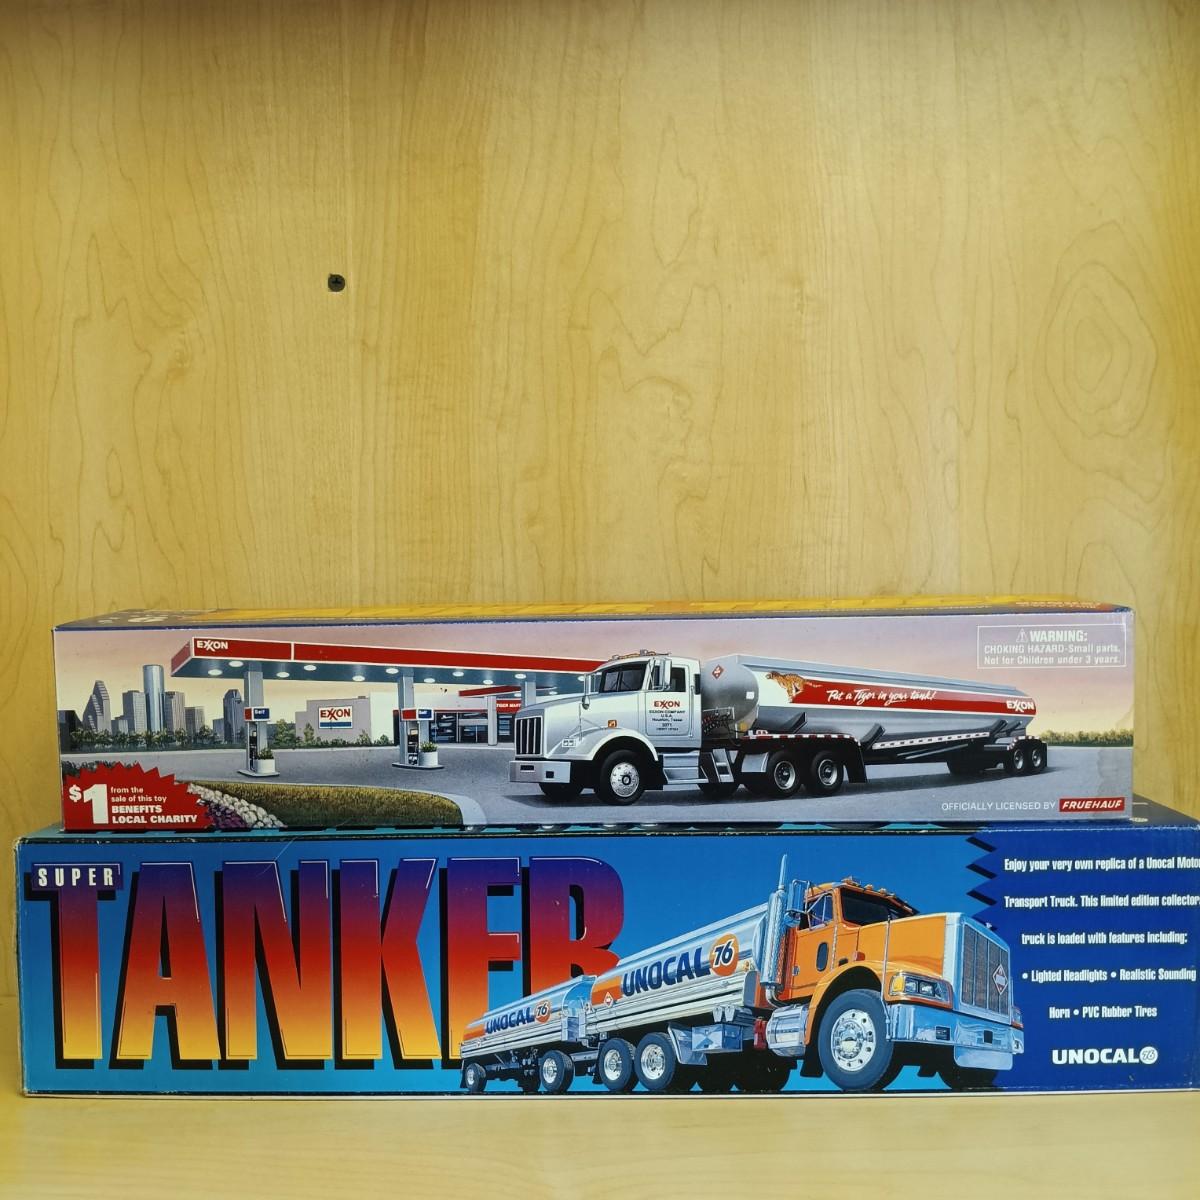 EXXON
EXXON
Self
Self
TIGER MART
EXXON
EXXON COMPANY
U.S.A.
Houston, Texas
Put a Tiger in your tank!
EXXON
WARNING:
CHOKING HAZARD-Small parts.
Not for Children under 3 years.
$1 from the
sale of this toy
BENEFITS
LOCAL CHARITY
OFFICIALLY LICENSED BY FRUEHAUF
SUPER
TANKER
UNOCAL 76
UNOCAL 76
Enjoy your very own replica of a Unocal Motor
Transport Truck. This limited edition collector
truck is loaded with features including:
• Lighted Headlights • Realistic Sounding
Horn • PVC Rubber Tires
UNOCAL 76